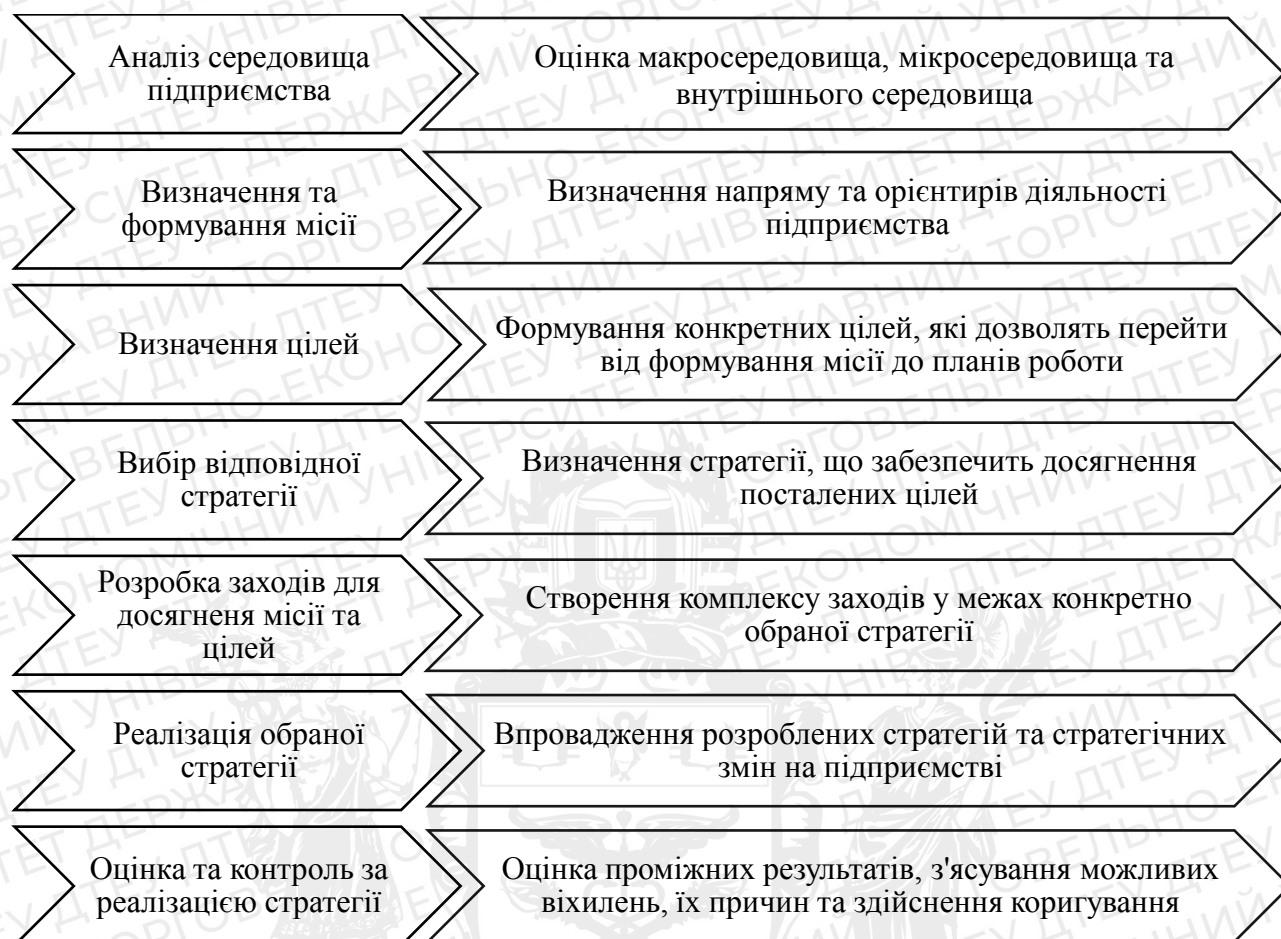 Аналіз середовища
підприємства
Оцінка макросередовища, мікросередовища та
внутрішнього середовища
Визначення та
формування місії
Визначення напряму та орієнтирів діяльності
підприємства
Визначення цілей
Формування конкретних цілей, які дозволять перейти
від формування місії до планів роботи
Вибір відповідної
стратегії
Визначення стратегії, що забезпечить досягнення
посталених цілей
Розробка заходів для
досягненя місії та
цілей
Створення комплексу заходів у межах конкретно
обраної стратегії
Реалізація обраної
стратегії
Впровадження розроблених стратегій та стратегічних
змін на підприємстві
Оцінка та контроль за
реалізацією стратегії
Оцінка проміжних результатів, з'ясування можливих
віхилень, їх причин та здійснення коригування